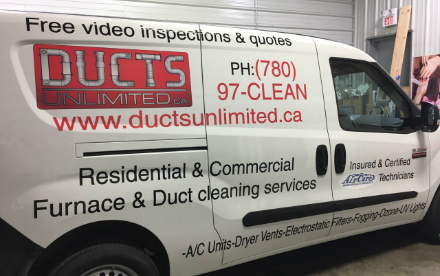 Free video inspections & quotes
DUCTS
UNLIMITED.ca
PH:(780)
97-CLEAN
www.ductsunlimited.ca
Residential & Commercial
Furnace & Duct cleaning services
Insured & Certified
AirCare
Technicians
-A/C Units-Dryer Vents-Electrostatic Filters-Fogging-Ozone-UV Lights